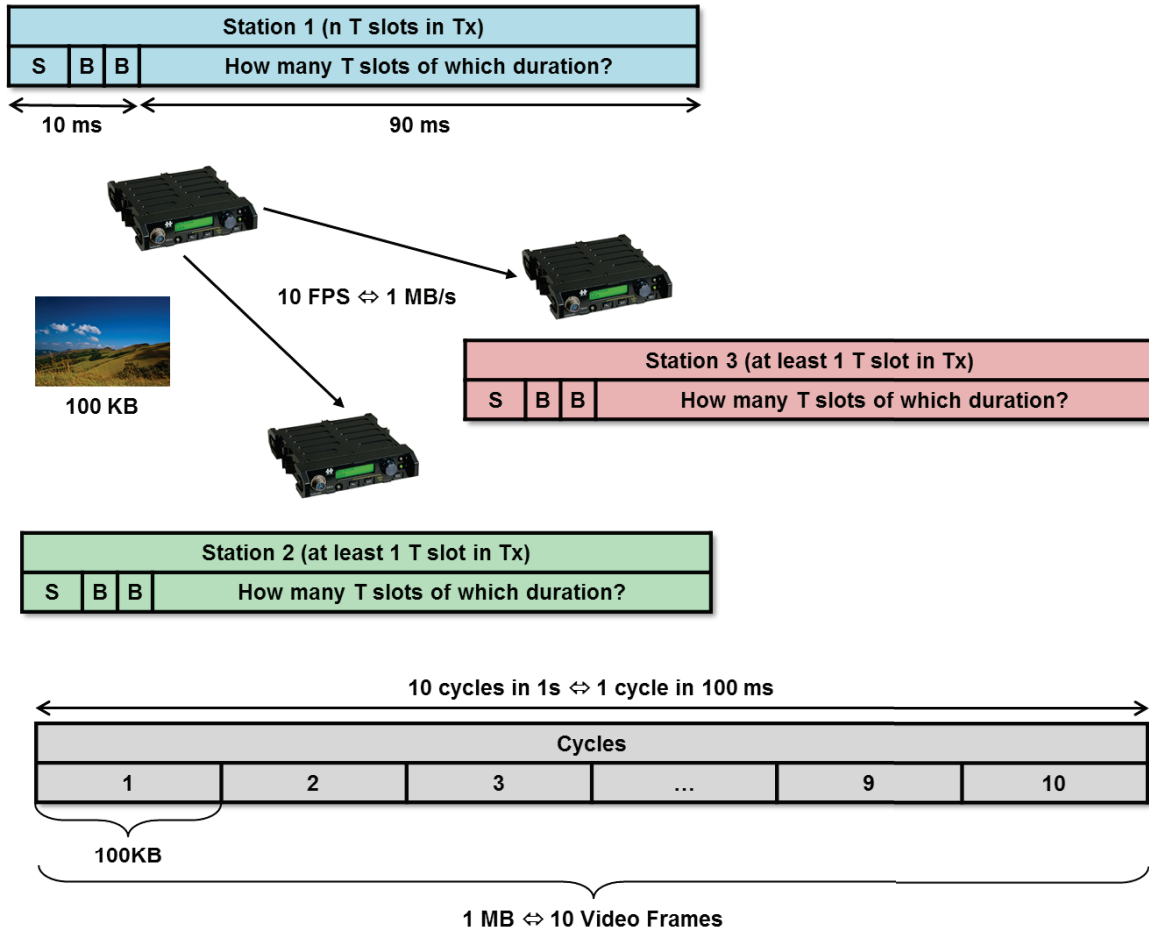 Station 1 (n T slots in Tx)
S B B How many T slots of which duration?
10 ms 90 ms
10 FPS ⇔ 1 MB/s
100 KB
Station 3 (at least 1 T slot in Tx)
S B B How many T slots of which duration?
Station 2 (at least 1 T slot in Tx)
S B B How many T slots of which duration?
10 cycles in 1s ⇔ 1 cycle in 100 ms
Cycles
1 2 3 ... 9 10
100KB
1 MB ⇔ 10 Video Frames